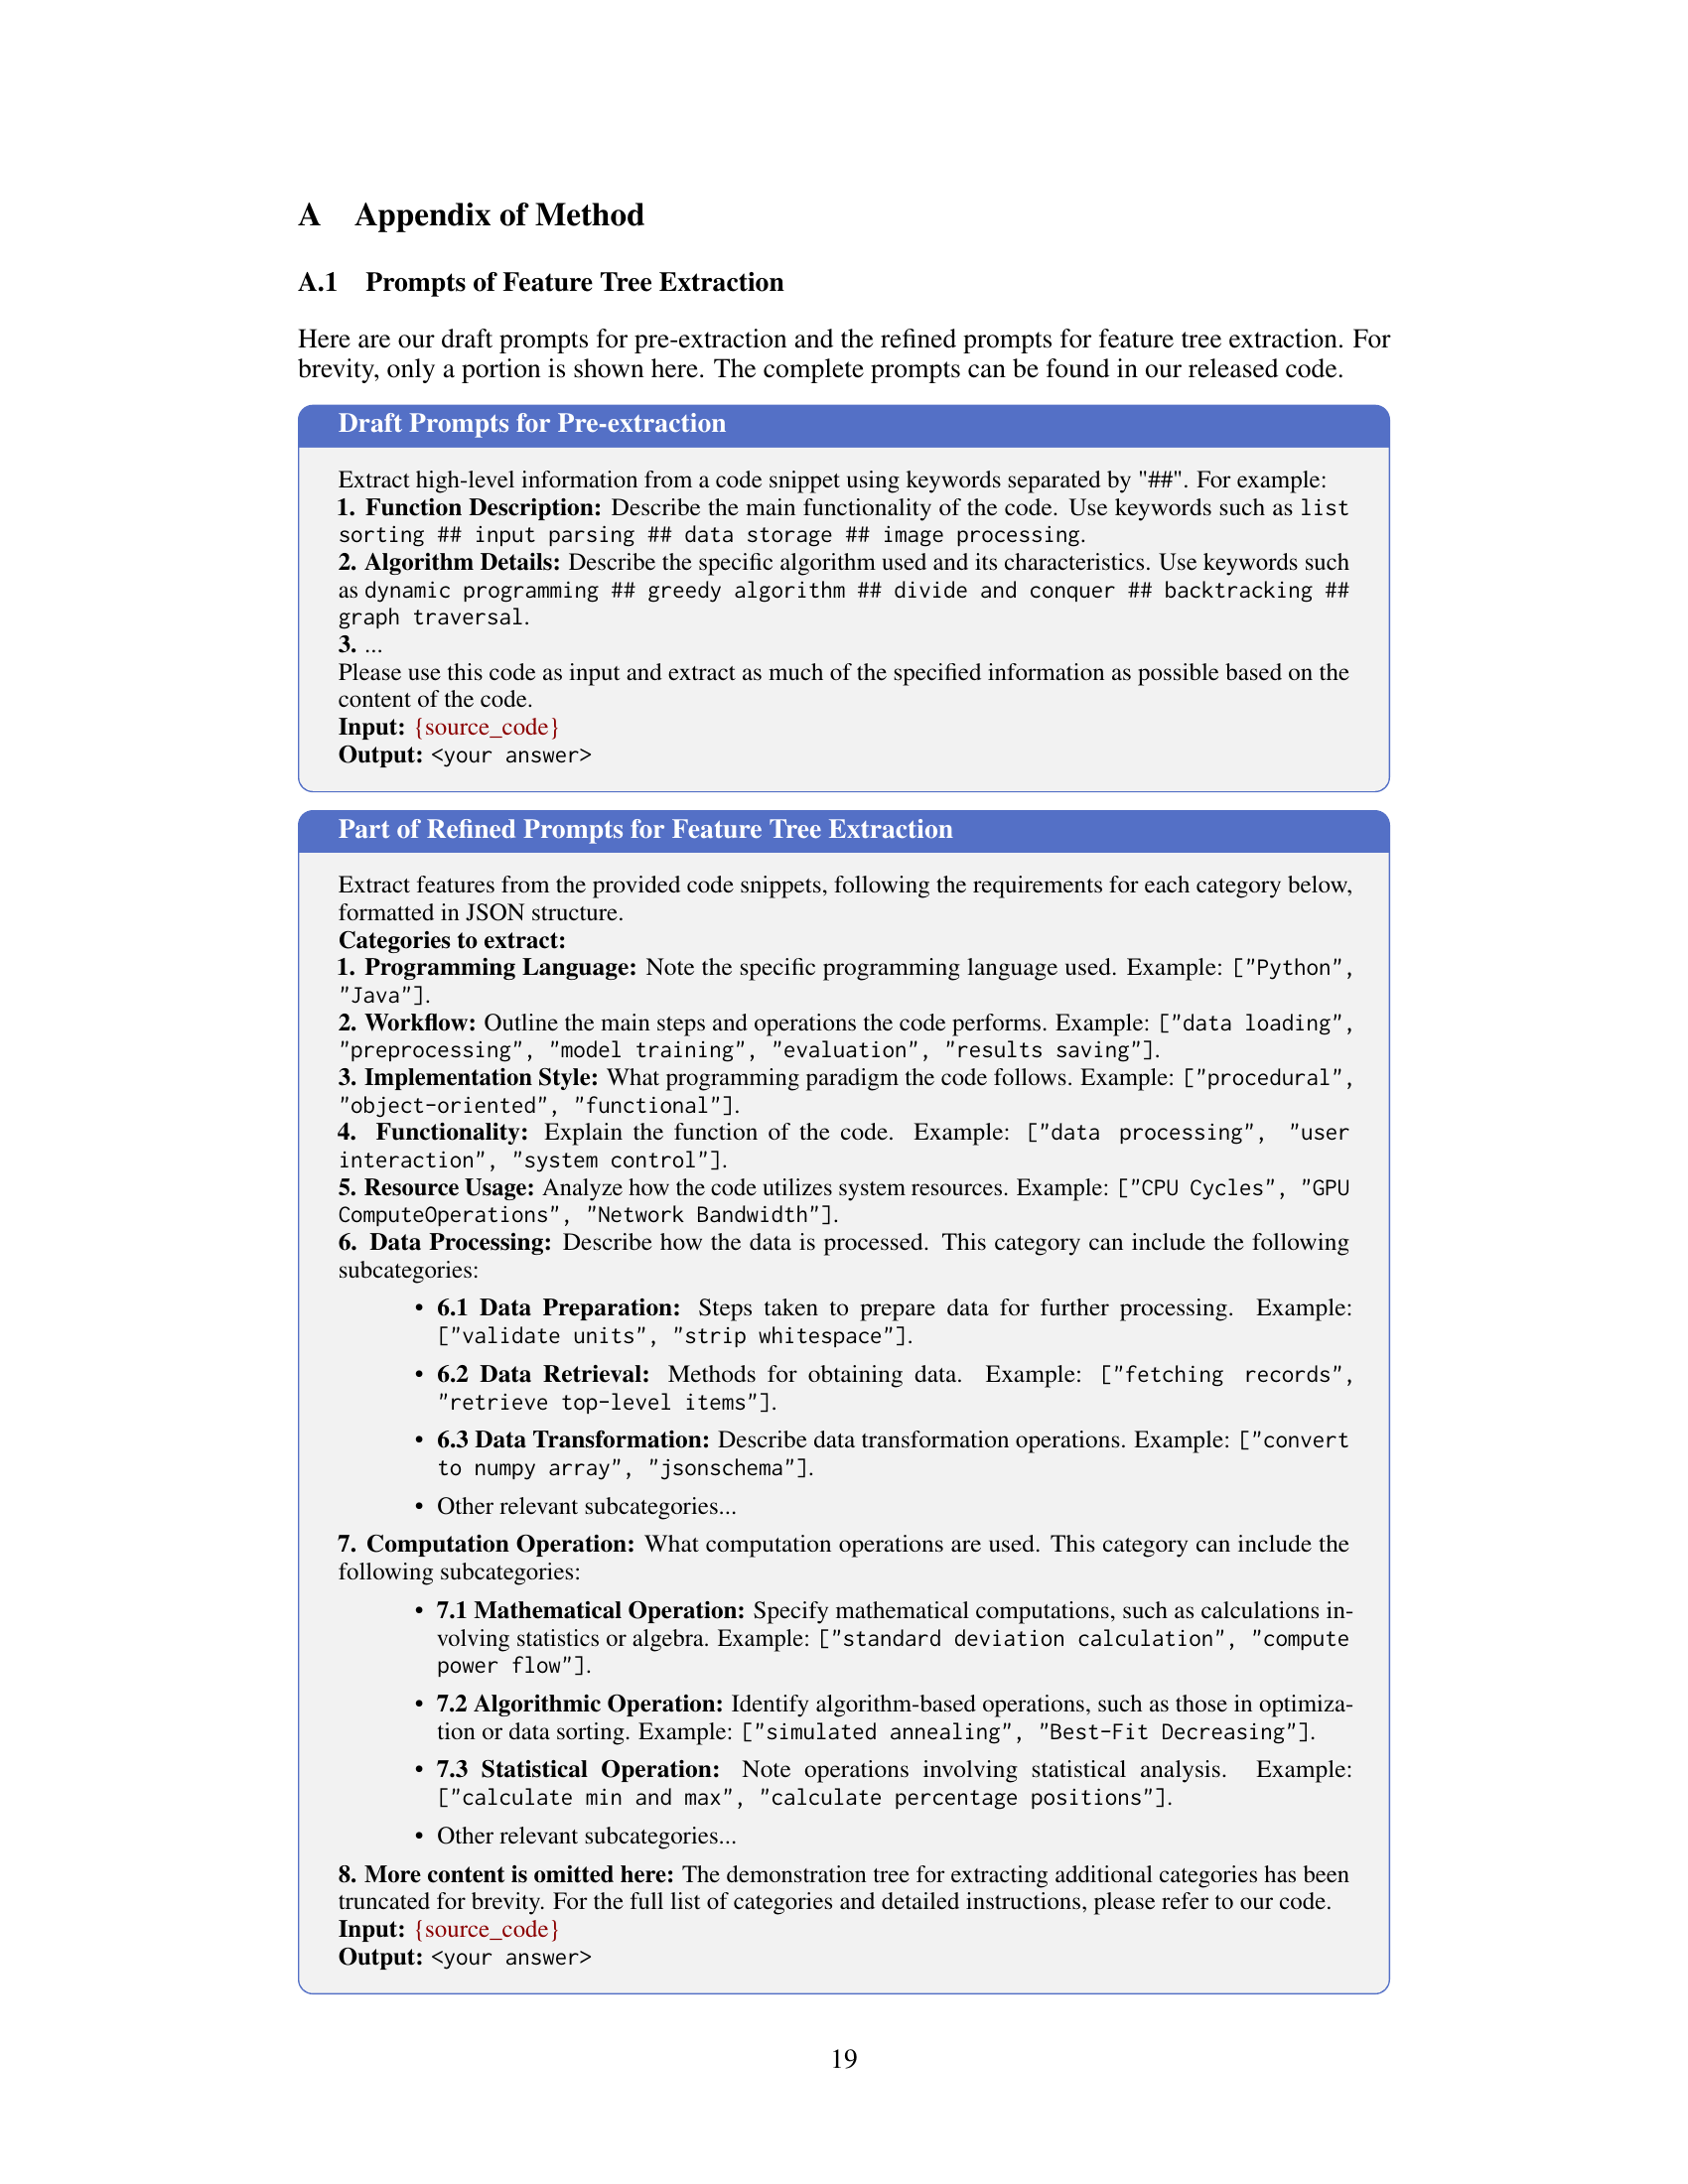 A Appendix of Method
A.1 Prompts of Feature Tree Extraction
Here are our draft prompts for pre-extraction and the refined prompts for feature tree extraction. For
brevity, only a portion is shown here. The complete prompts can be found in our released code.
Draft Prompts for Pre-extraction
Extract high-level information from a code snippet using keywords separated by "##". For example:
1. Function Description: Describe the main functionality of the code. Use keywords such as list
sorting ## input parsing ## data storage ## image processing.
2. Algorithm Details: Describe the specific algorithm used and its characteristics. Use keywords such
as dynamic programming ## greedy algorithm ## divide and conquer ## backtracking ##
graph traversal.
3. ...
Please use this code as input and extract as much of the specified information as possible based on the
content of the code.
Input: {source_code}
Output: <your answer>
Part of Refined Prompts for Feature Tree Extraction
Extract features from the provided code snippets, following the requirements for each category below,
formatted in JSON structure.
Categories to extract:
1. Programming Language: Note the specific programming language used. Example: ["Python",
"Java"].
2. Workflow: Outline the main steps and operations the code performs. Example: ["data loading",
"preprocessing", "model training", "evaluation", "results saving"].
3. Implementation Style: What programming paradigm the code follows. Example: ["procedural",
"object-oriented", "functional"].
4. Functionality: Explain the function of the code. Example: ["data processing", "user
interaction", "system control"].
5. Resource Usage: Analyze how the code utilizes system resources. Example: ["CPU Cycles", "GPU
ComputeOperations", "Network Bandwidth"].
6. Data Processing: Describe how the data is processed. This category can include the following
subcategories:
• 6.1 Data Preparation: Steps taken to prepare data for further processing. Example:
["validate units", "strip whitespace"].
• 6.2 Data Retrieval: Methods for obtaining data. Example: ["fetching records",
"retrieve top-level items"].
• 6.3 Data Transformation: Describe data transformation operations. Example: ["convert
to numpy array", "jsonschema"].
• Other relevant subcategories...
7. Computation Operation: What computation operations are used. This category can include the
following subcategories:
• 7.1 Mathematical Operation: Specify mathematical computations, such as calculations in-
volving statistics or algebra. Example: ["standard deviation calculation", "compute
power flow"].
• 7.2 Algorithmic Operation: Identify algorithm-based operations, such as those in optimiza-
tion or data sorting. Example: ["simulated annealing", "Best-Fit Decreasing"].
• 7.3 Statistical Operation: Note operations involving statistical analysis. Example:
["calculate min and max", "calculate percentage positions"].
• Other relevant subcategories...
8. More content is omitted here: The demonstration tree for extracting additional categories has been
truncated for brevity. For the full list of categories and detailed instructions, please refer to our code.
Input: {source_code}
Output: <your answer>
19